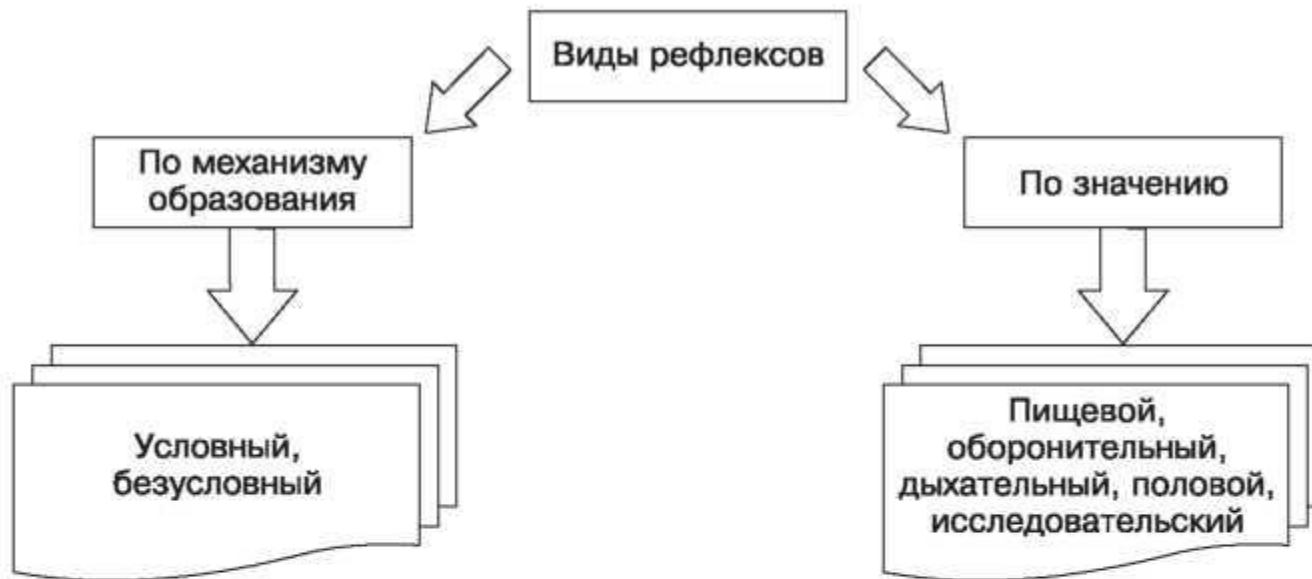 Виды рефлексов
По механизму
образования
По значению
Условный,
безусловный
Пищевой,
оборонительный,
дыхательный, половой,
исследовательский